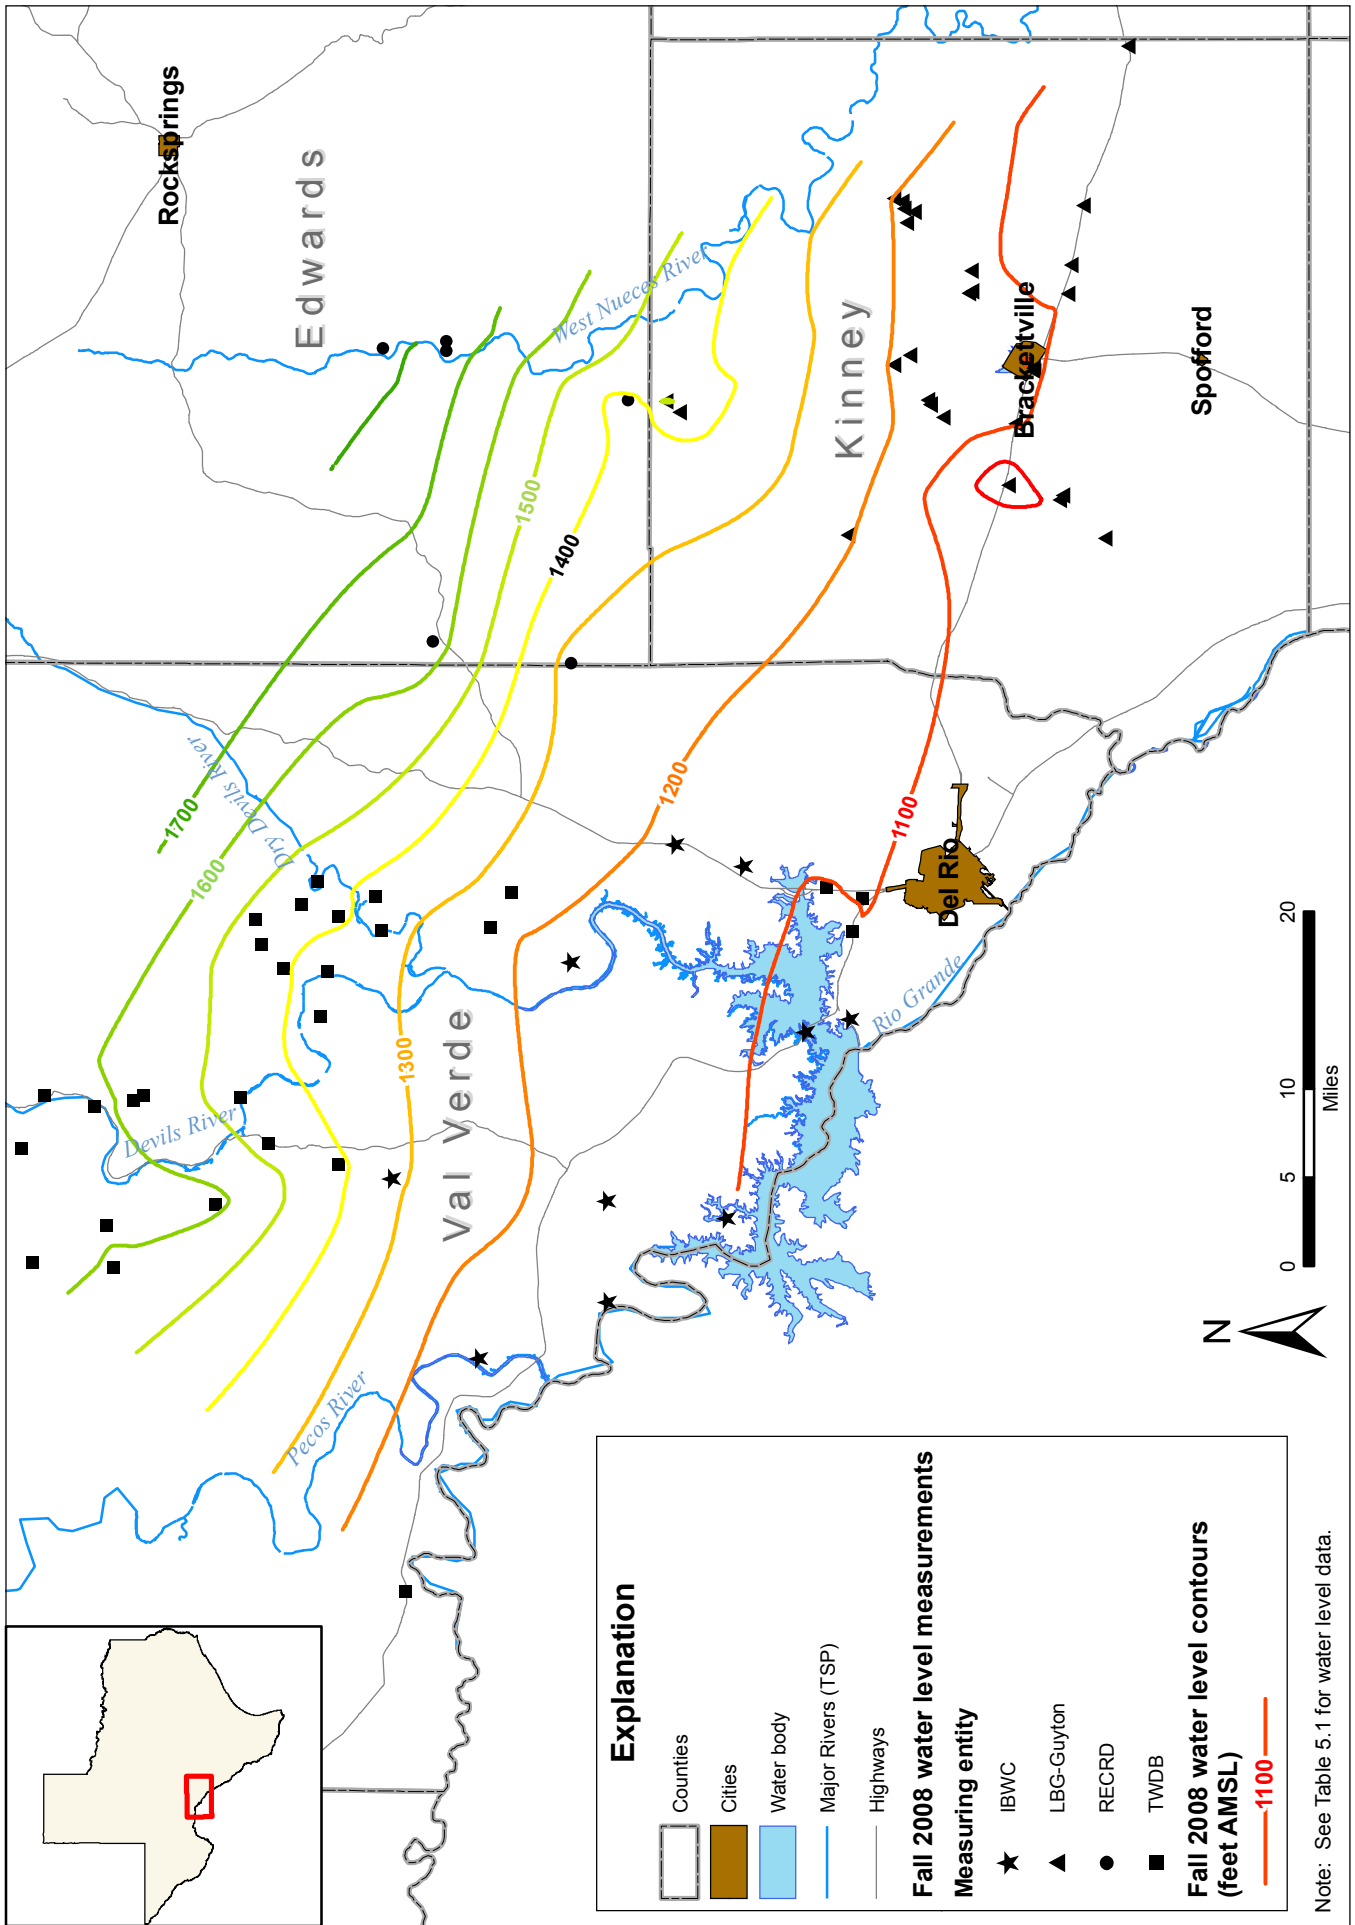 Rocksprings
Edwards
West Nueces River
Kinney
Brackettville
Spofford
Dry Devils River
Devils River
Val Verde
Pecos River
Rio Grande
Del Rio
1700
1600
1500
1400
1300
1200
1100
N
0 5 10 20
Miles
Explanation
Counties
Cities
Water body
Major Rivers (TSP)
Highways
Fall 2008 water level measurements
Measuring entity
IBWC
LBG-Guyton
RECRD
TWDB
Fall 2008 water level contours
(feet AMSL)
1100
Note: See Table 5.1 for water level data.